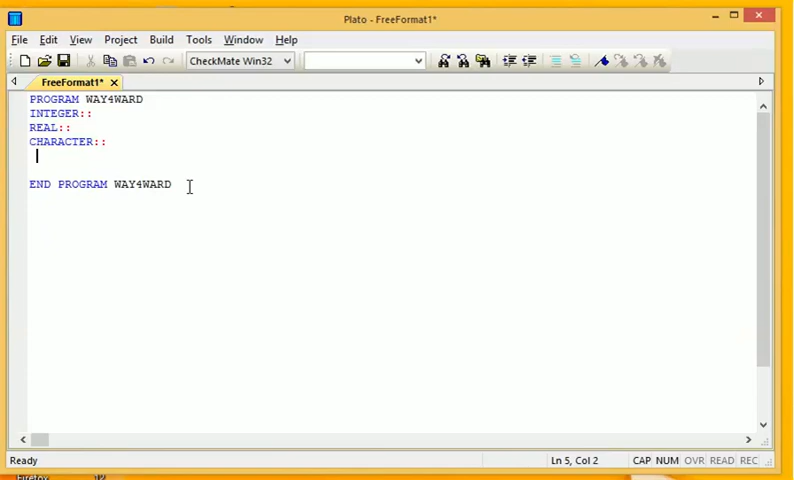 Plato - FreeFormat1*
File Edit View Project Build Tools Window Help
CheckMate Win32
FreeFormat1*
PROGRAM WAY4WARD
INTEGER::
REAL::
CHARACTER::
END PROGRAM WAY4WARD
Ready Ln 5, Col 2 CAP NUM OVR READ REC
Firefox